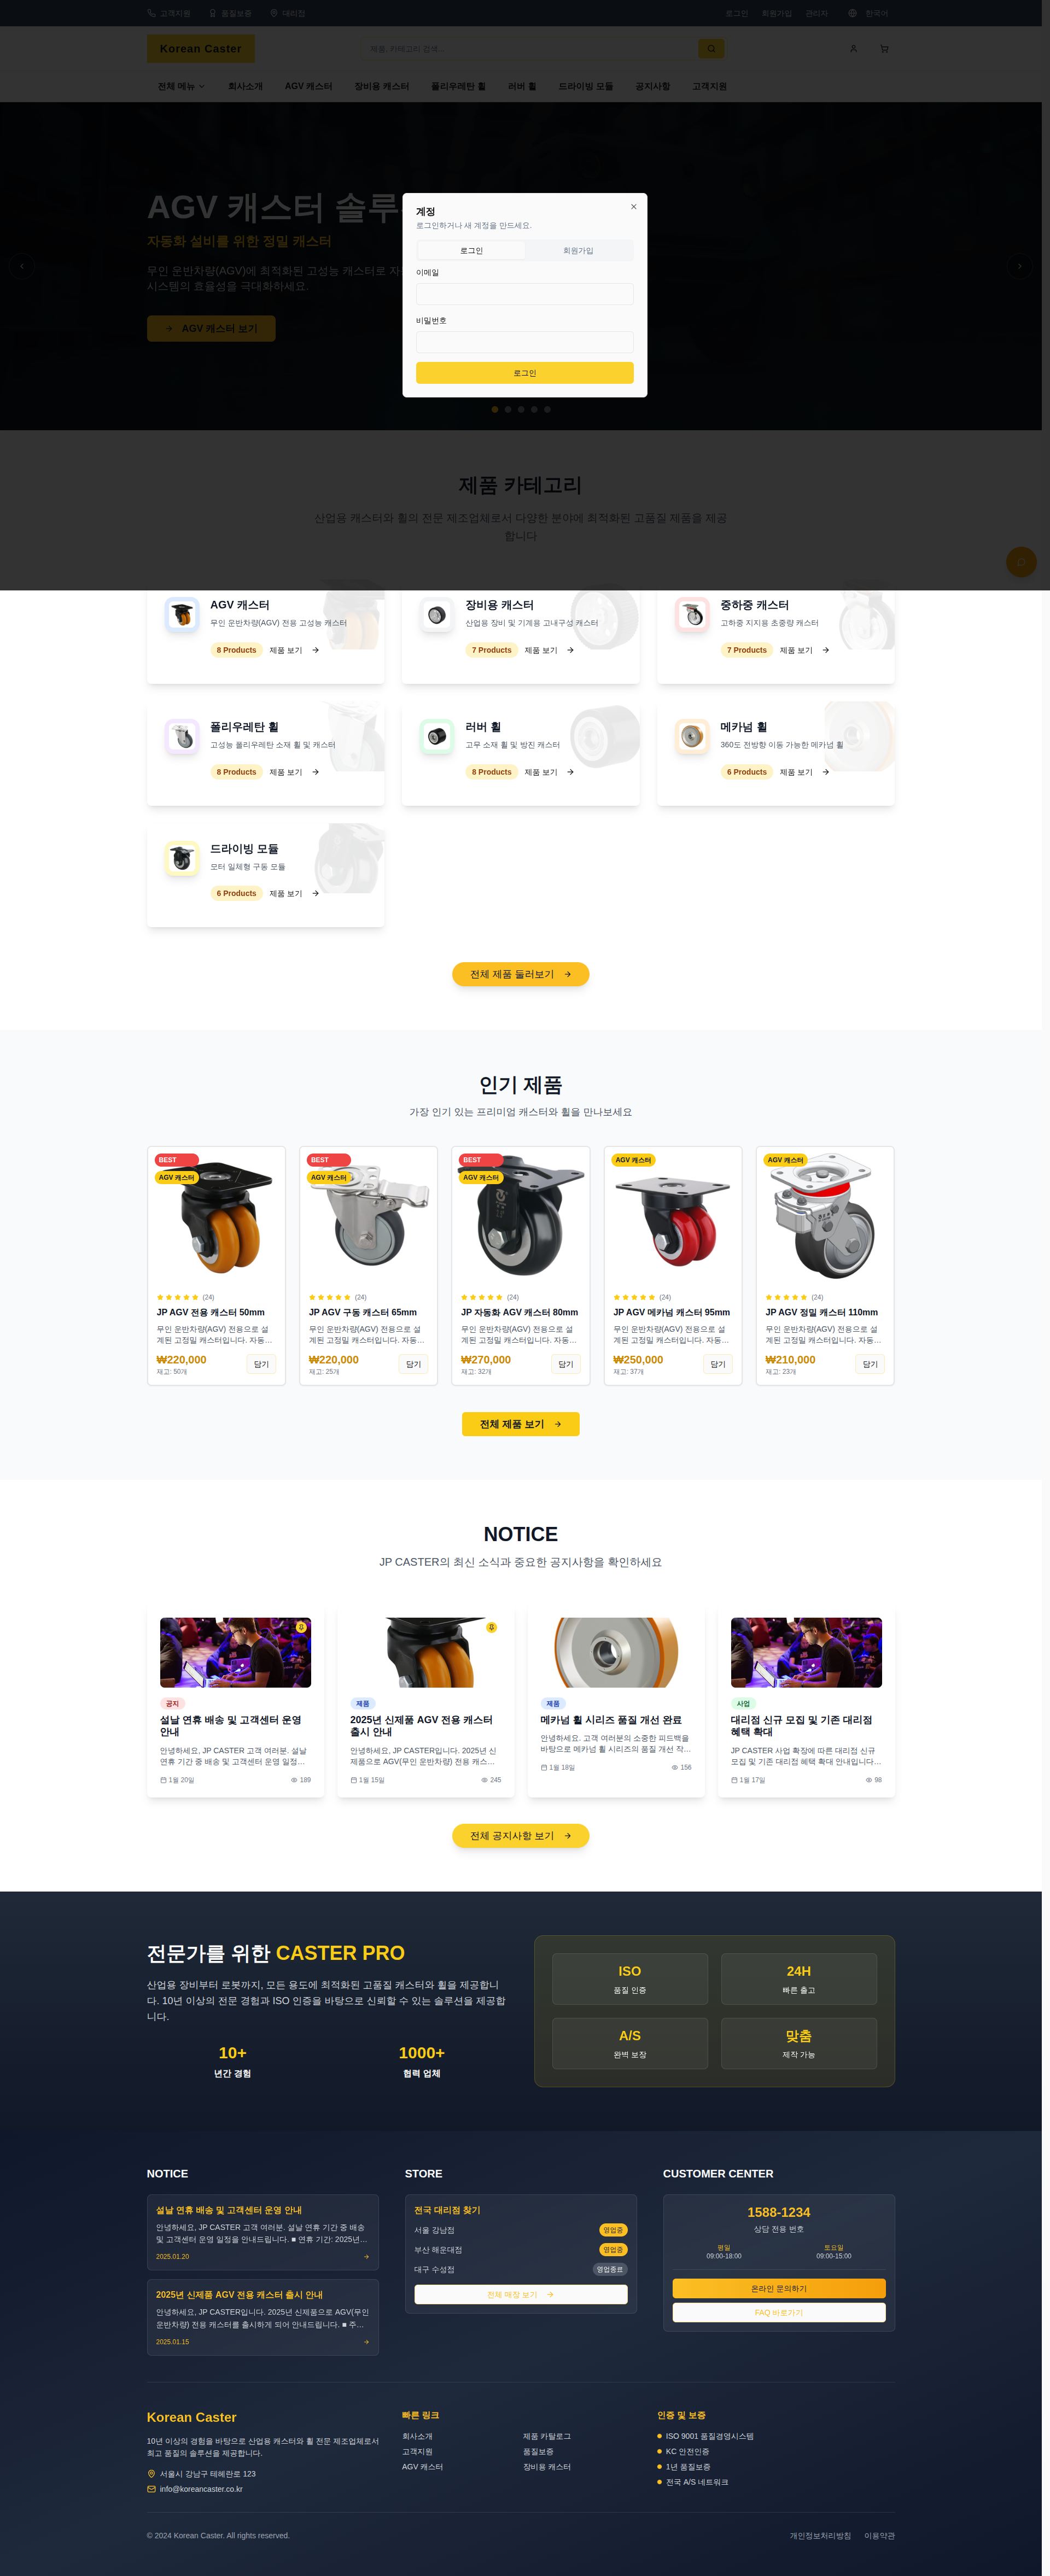 고객지원 품질보증 대리점 로그인 회원가입 관리자 한국어
Korean Caster 제품, 카테고리 검색...
전체 메뉴 회사소개 AGV 캐스터 장비용 케스터 폴리우레탄 휠 러버 휠 드라이빙 모듈 공지사항 고객지원
AGV 캐스터 솔루
자동화 설비를 위한 정밀 캐스터
무인 운반차량(AGV)에 최적화된 고성능 캐스터로 자
시스템의 효율성을 극대화하세요.
AGV 캐스터 보기
계정
로그인하거나 새 계정을 만드세요.
로그인 회원가입
이메일
비밀번호
로그인
제품 카테고리
산업용 캐스터와 휠의 전문 제조업체로서 다양한 분야에 최적화된 고품질 제품을 제공
합니다
AGV 캐스터
무인 운반차량(AGV) 전용 고성능 캐스터
8 Products 제품 보기
장비용 캐스터
산업용 장비 및 기계용 고내구성 캐스터
7 Products 제품 보기
중하중 캐스터
고하중 지지용 초중량 캐스터
7 Products 제품 보기
폴리우레탄 휠
고성능 폴리우레탄 소재 휠 및 캐스터
8 Products 제품 보기
러버 휠
고무 소재 휠 및 방진 캐스터
8 Products 제품 보기
메카넘 휠
360도 전방향 이동 가능한 메카넘 휠
6 Products 제품 보기
드라이빙 모듈
모터 일체형 구동 모듈
6 Products 제품 보기
전체 제품 둘러보기
인기 제품
가장 인기 있는 프리미엄 캐스터와 휠을 만나보세요
BEST
AGV 캐스터
(24)
JP AGV 전용 캐스터 50mm
무인 운반차량(AGV) 전용으로 설
계된 고정밀 캐스터입니다. 자동...
₩220,000
재고: 50개
담기
BEST
AGV 캐스터
(24)
JP AGV 구동 캐스터 65mm
무인 운반차량(AGV) 전용으로 설
계된 고정밀 캐스터입니다. 자동...
₩220,000
재고: 25개
담기
BEST
AGV 캐스터
(24)
JP 자동화 AGV 캐스터 80mm
무인 운반차량(AGV) 전용으로 설
계된 고정밀 캐스터입니다. 자동...
₩270,000
재고: 32개
담기
AGV 캐스터
(24)
JP AGV 메카넘 캐스터 95mm
무인 운반차량(AGV) 전용으로 설
계된 고정밀 캐스터입니다. 자동...
₩250,000
재고: 37개
담기
AGV 캐스터
(24)
JP AGV 정밀 캐스터 110mm
무인 운반차량(AGV) 전용으로 설
계된 고정밀 캐스터입니다. 자동...
₩210,000
재고: 23개
담기
전체 제품 보기
NOTICE
JP CASTER의 최신 소식과 중요한 공지사항을 확인하세요
공지
설날 연휴 배송 및 고객센터 운영
안내
안녕하세요, JP CASTER 고객 여러분. 설날
연휴 기간 중 배송 및 고객센터 운영 일정...
1월 20일 189
제품
2025년 신제품 AGV 전용 캐스터
출시 안내
안녕하세요, JP CASTER입니다. 2025년 신
제품으로 AGV(무인 운반차량) 전용 캐스...
1월 15일 245
제품
메카넘 휠 시리즈 품질 개선 완료
안녕하세요. 고객 여러분의 소중한 피드백을
바탕으로 메카넘 휠 시리즈의 품질 개선 작...
1월 18일 156
사업
대리점 신규 모집 및 기존 대리점
혜택 확대
JP CASTER 사업 확장에 따른 대리점 신규
모집 및 기존 대리점 혜택 확대 안내입니다...
1월 17일 98
전체 공지사항 보기
전문가를 위한 CASTER PRO
산업용 장비부터 로봇까지, 모든 용도에 최적화된 고품질 캐스터와 휠을 제공합니
다. 10년 이상의 전문 경험과 ISO 인증을 바탕으로 신뢰할 수 있는 솔루션을 제공합
니다.
10+ 1000+
년간 경험 협력 업체
ISO 24H
품질 인증 빠른 출고
A/S 맞춤
완벽 보장 제작 가능
NOTICE
설날 연휴 배송 및 고객센터 운영 안내
안녕하세요, JP CASTER 고객 여러분. 설날 연휴 기간 중 배송
및 고객센터 운영 일정을 안내드립니다. ■ 연휴 기간: 2025년...
2025.01.20
2025년 신제품 AGV 전용 캐스터 출시 안내
안녕하세요, JP CASTER입니다. 2025년 신제품으로 AGV(무인
운반차량) 전용 캐스터를 출시하게 되어 안내드립니다. ■ 주...
2025.01.15
STORE
전국 대리점 찾기
서울 강남점 영업중
부산 해운대점 영업중
대구 수성점 영업종료
전체 매장 보기
CUSTOMER CENTER
1588-1234
상담 전용 번호
평일 토요일
09:00-18:00 09:00-15:00
온라인 문의하기
FAQ 바로가기
Korean Caster
10년 이상의 경험을 바탕으로 산업용 캐스터와 휠 전문 제조업체로서
최고 품질의 솔루션을 제공합니다.
서울시 강남구 테헤란로 123
info@koreancaster.co.kr
빠른 링크
회사소개 제품 카탈로그
고객지원 품질보증
AGV 캐스터 장비용 캐스터
인증 및 보증
ISO 9001 품질경영시스템
KC 안전인증
1년 품질보증
전국 A/S 네트워크
© 2024 Korean Caster. All rights reserved. 개인정보처리방침 이용약관